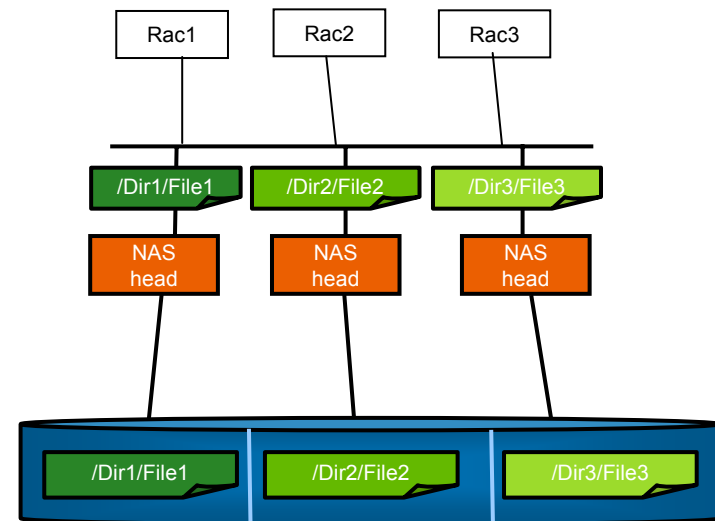 Rac1
Rac2
Rac3
/Dir1/File1
/Dir2/File2
/Dir3/File3
NAS
head
NAS
head
NAS
head
/Dir1/File1
/Dir2/File2
/Dir3/File3